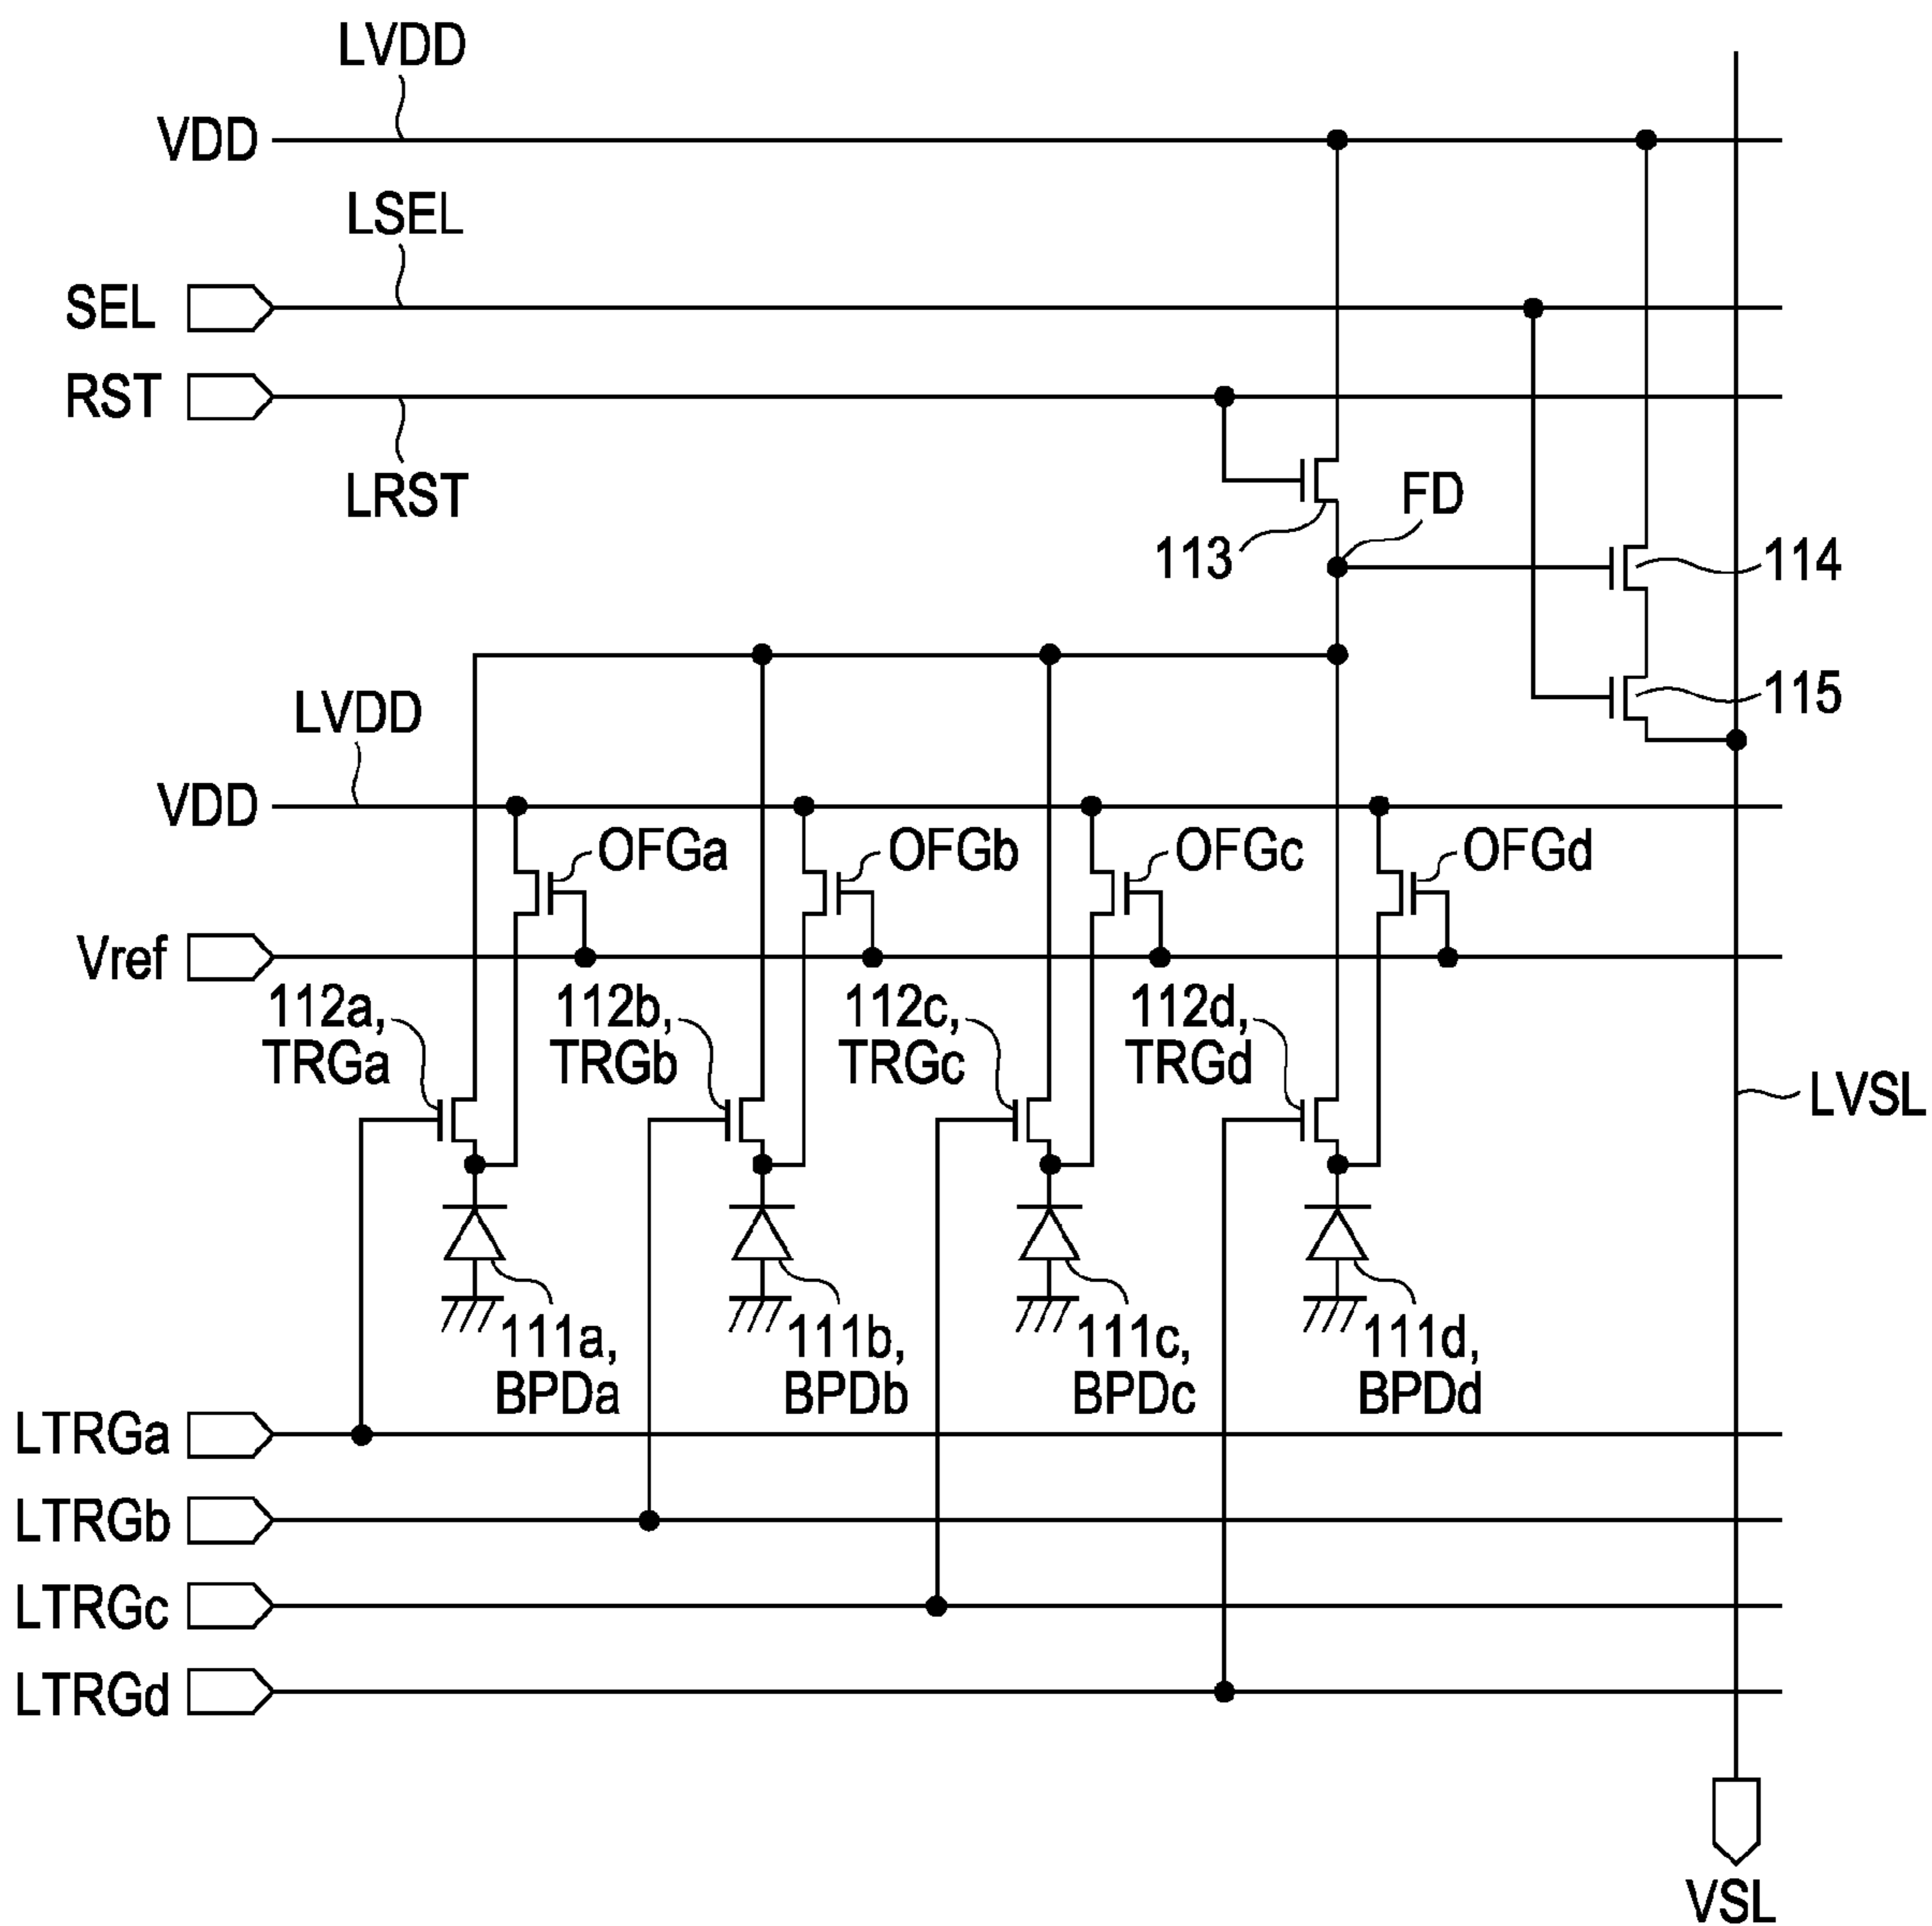 LVDD
VDD
LSEL
SEL
RST
LRST
FD
113
114
115
LVDD
VDD
OFGa
OFGb
OFGc
OFGd
Vref
112a,
TRGa
112b,
TRGb
112c,
TRGc
112d,
TRGd
LVSL
111a,
BPDa
111b,
BPDb
111c,
BPDc
111d,
BPDd
LTRGa
LTRGb
LTRGc
LTRGd
VSL